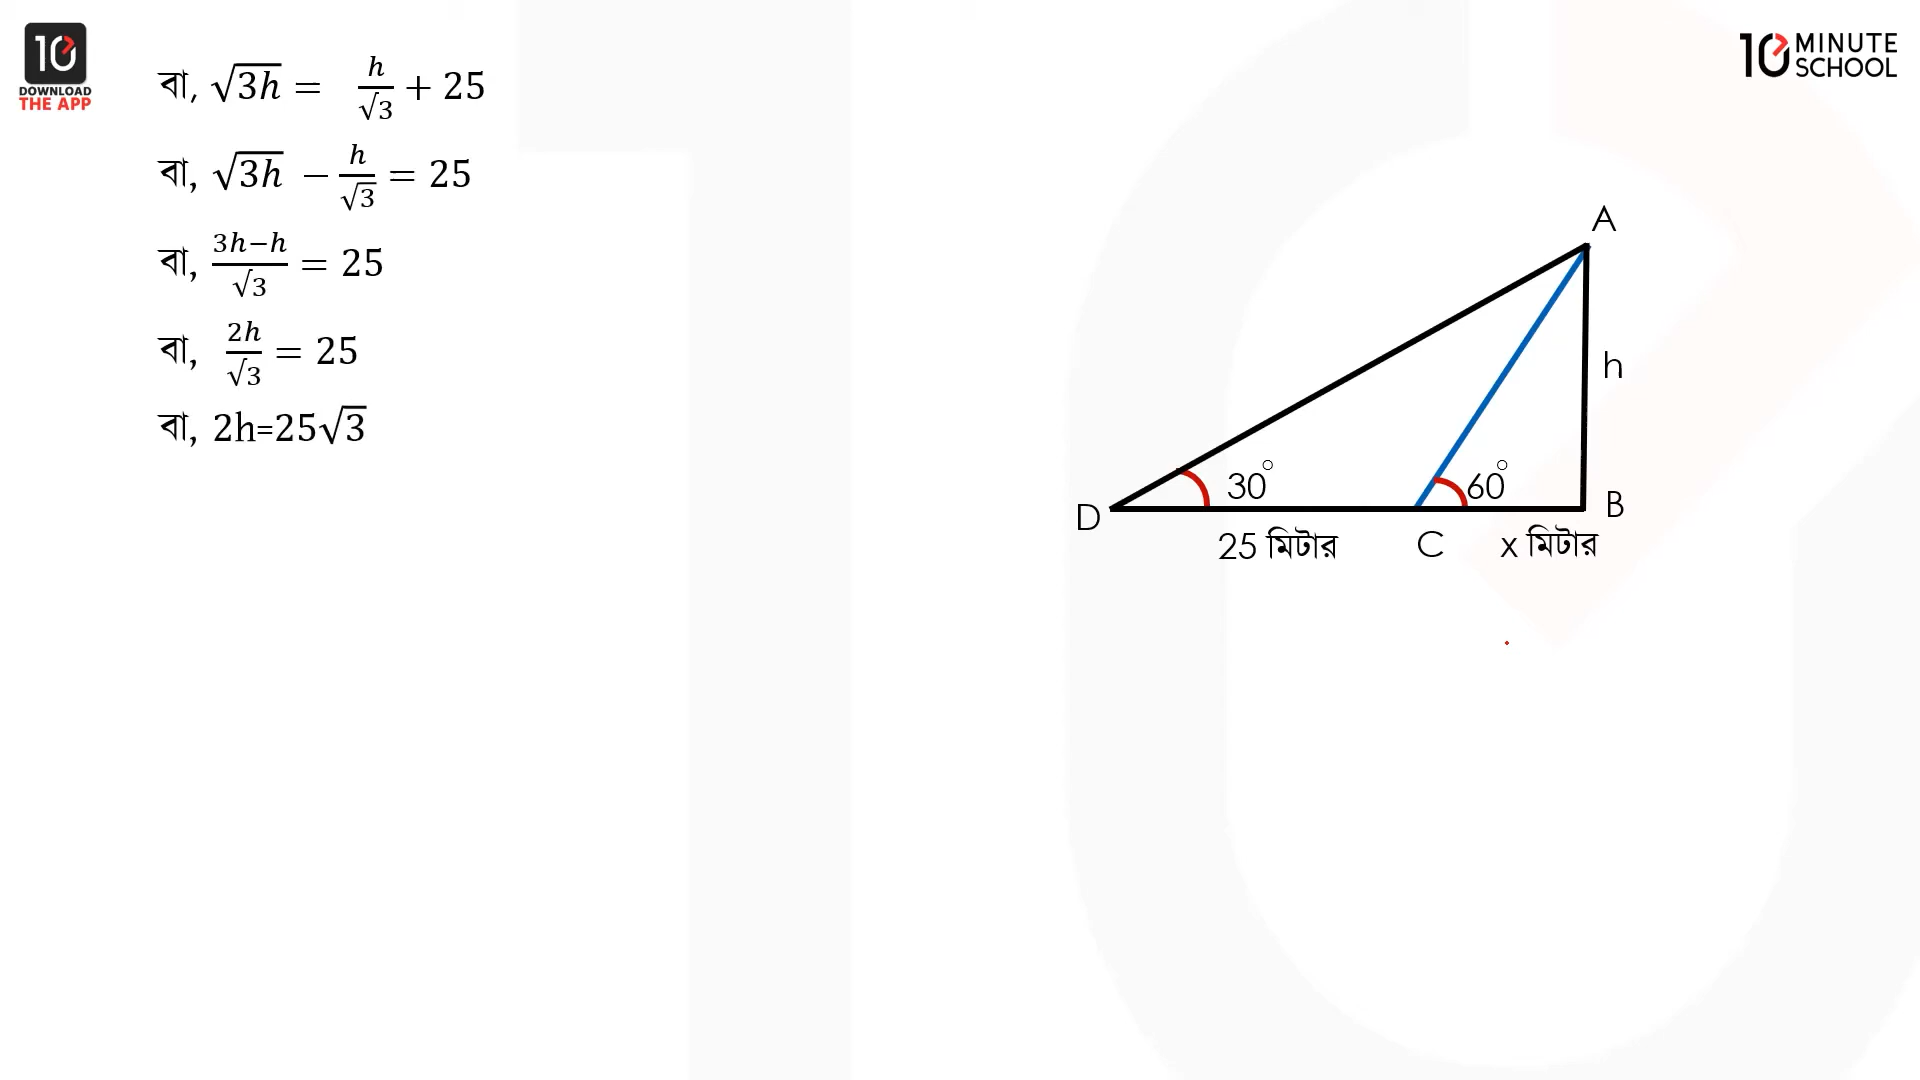 10
DOWNLOAD
THE APP
10 MINUTE
SCHOOL
বা, √(3h) = h/√3 + 25
বা, √(3h) − h/√3 = 25
বা, (3h−h)/√3 = 25
বা, 2h/√3 = 25
বা, 2h=25√3
A
h
30°
60°
D
B
25 মিটার
C
x মিটার